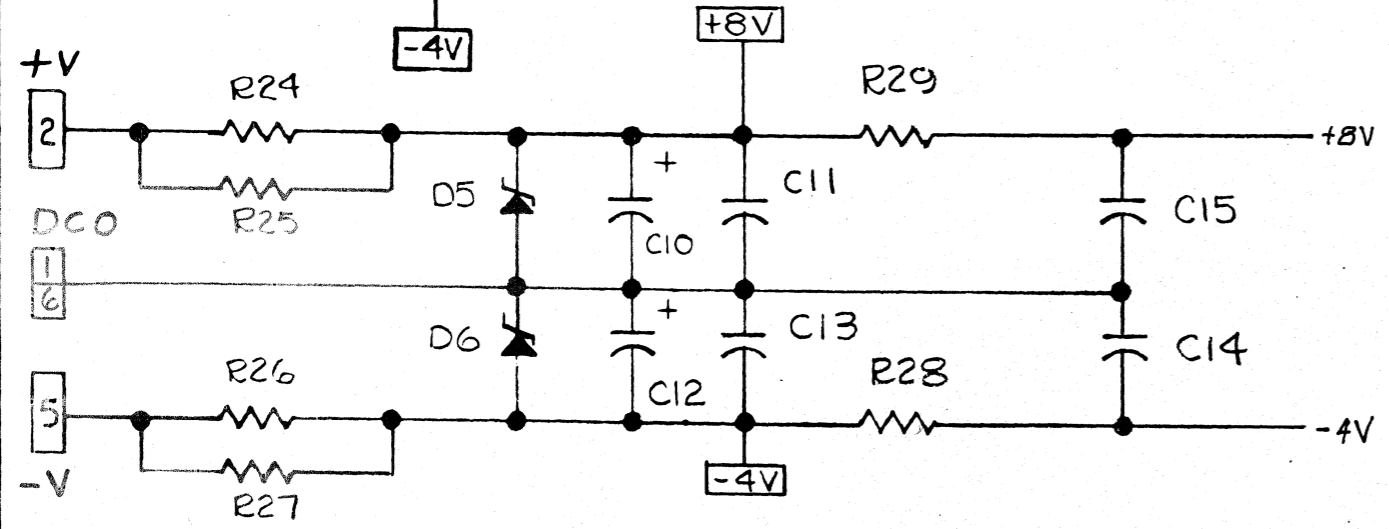 -4V
+8V
+V
R24
R29
2
+8V
R25
D5
+
C11
C15
DCO
C10
1
6
D6
+
C13
C14
R26
C12
R28
5
-4V
-V
R27
-4V